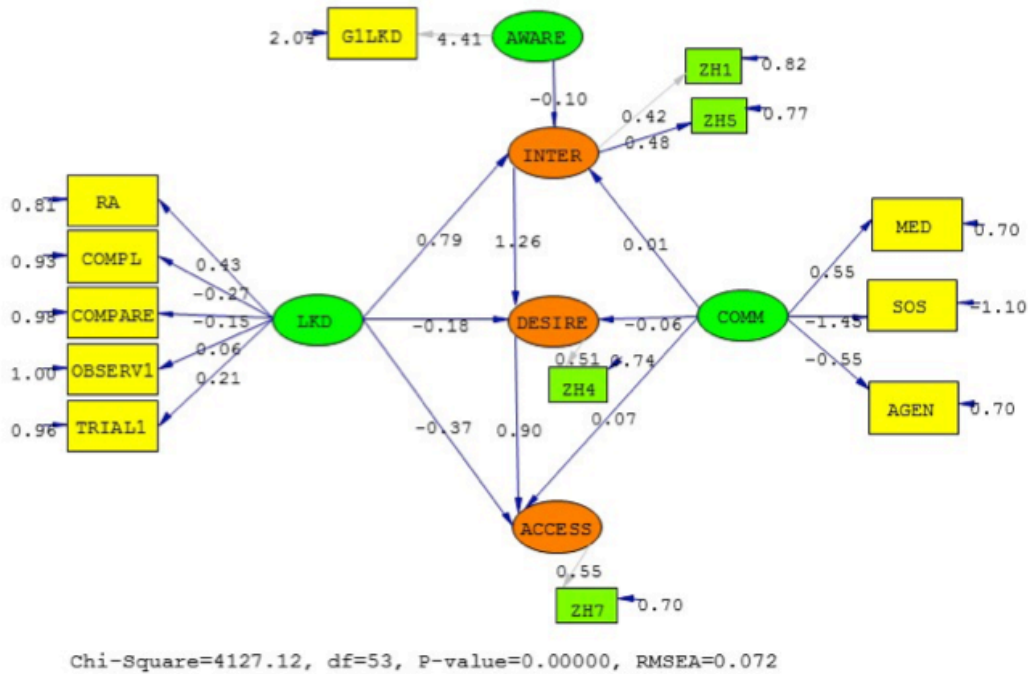 2.04 G1LKD 4.41 AWARE
-0.10
ZH1 0.82
0.42
ZH5 0.77
0.48
INTER
0.81 RA
0.93 COMPL
0.98 COMPARE
1.00 OBSERV1
0.96 TRIAL1
0.43
-0.27
-0.15
0.06
0.21
LKD
0.79
1.26
0.01
-0.18
DESIRE
-0.06
COMM
0.51 0.74
ZH4
-0.37
0.90
0.07
ACCESS
0.55
ZH7 0.70
0.55
-1.45
-0.55
MED 0.70
SOS -1.10
AGEN 0.70
Chi-Square=4127.12, df=53, P-value=0.00000, RMSEA=0.072